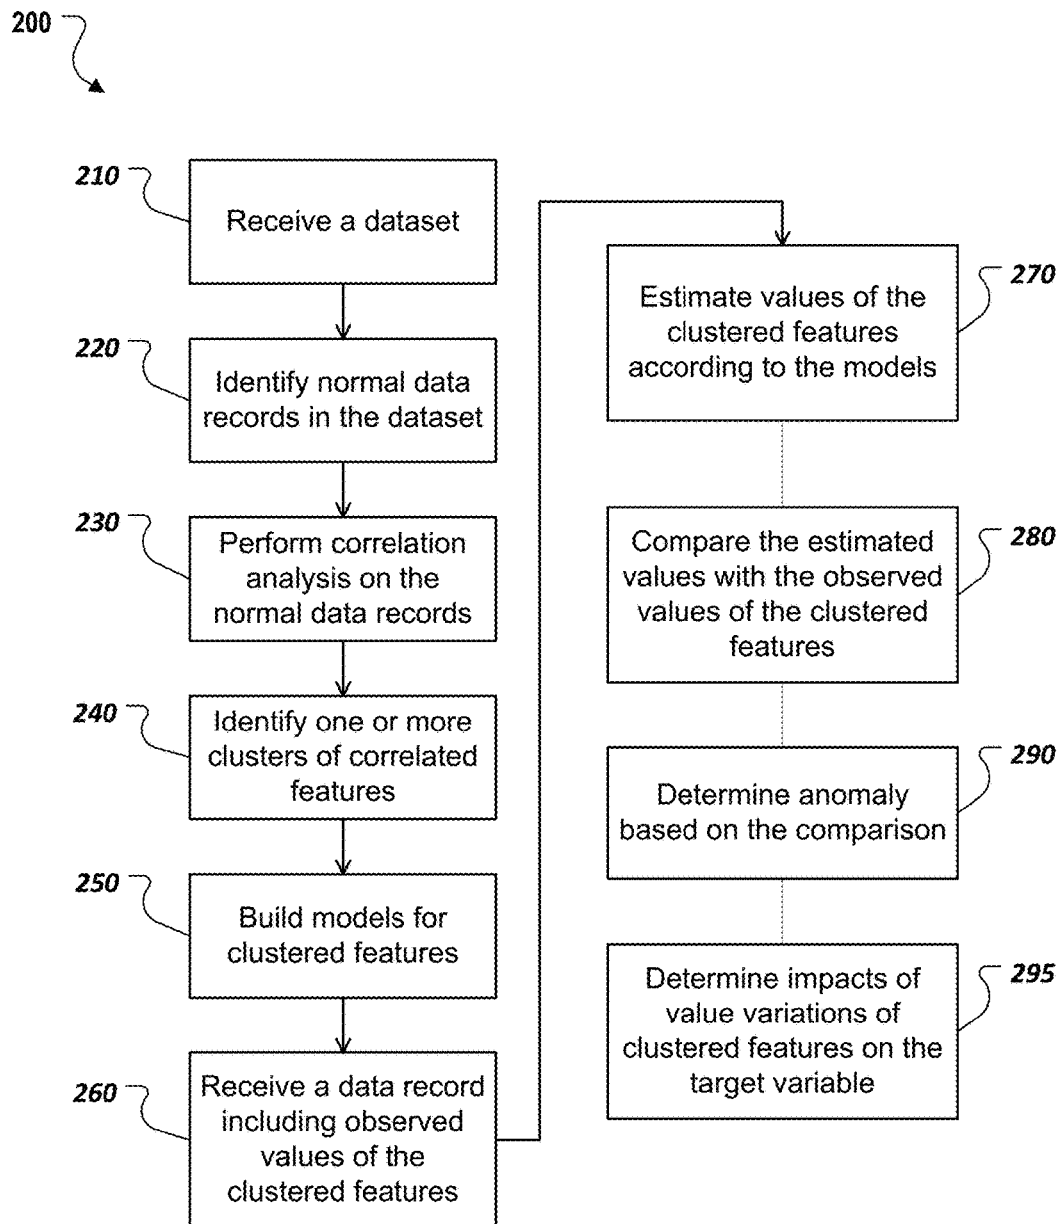 200
210
Receive a dataset
220
Identify normal data
records in the dataset
230
Perform correlation
analysis on the
normal data records
240
Identify one or more
clusters of correlated
features
250
Build models for
clustered features
260
Receive a data record
including observed
values of the
clustered features
270
Estimate values of the
clustered features
according to the models
280
Compare the estimated
values with the observed
values of the clustered
features
290
Determine anomaly
based on the comparison
295
Determine impacts of
value variations of
clustered features on the
target variable